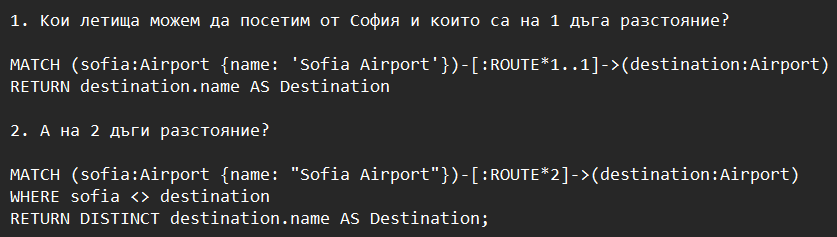 1. Кои летища можем да посетим от София и които са на 1 дъга разстояние?
MATCH (sofia:Airport {name: 'Sofia Airport'})-[:ROUTE*1..1]->(destination:Airport)
RETURN destination.name AS Destination
2. А на 2 дъги разстояние?
MATCH (sofia:Airport {name: "Sofia Airport"})-[:ROUTE*2]->(destination:Airport)
WHERE sofia <> destination
RETURN DISTINCT destination.name AS Destination;